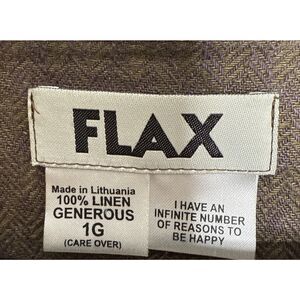 FLAX
Made in Lithuania
100% LINEN
GENEROUS
1G
(CARE OVER)
I HAVE AN
INFINITE NUMBER
OF REASONS TO
BE HAPPY